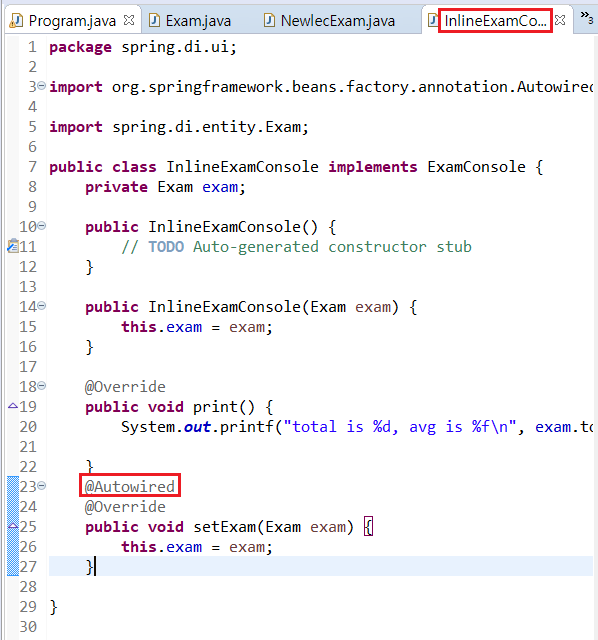 Program.java Exam.java NewlecExam.java InlineExamCo... »3
1 package spring.di.ui;
2
3 import org.springframework.beans.factory.annotation.Autowired
4
5 import spring.di.entity.Exam;
6
7 public class InlineExamConsole implements ExamConsole {
8 private Exam exam;
9
10 public InlineExamConsole() {
11 // TODO Auto-generated constructor stub
12 }
13
14 public InlineExamConsole(Exam exam) {
15 this.exam = exam;
16 }
17
18 @Override
19 public void print() {
20 System.out.printf("total is %d, avg is %f\n", exam.to
21
22 }
23 @Autowired
24 @Override
25 public void setExam(Exam exam) {
26 this.exam = exam;
27 }
28
29 }
30